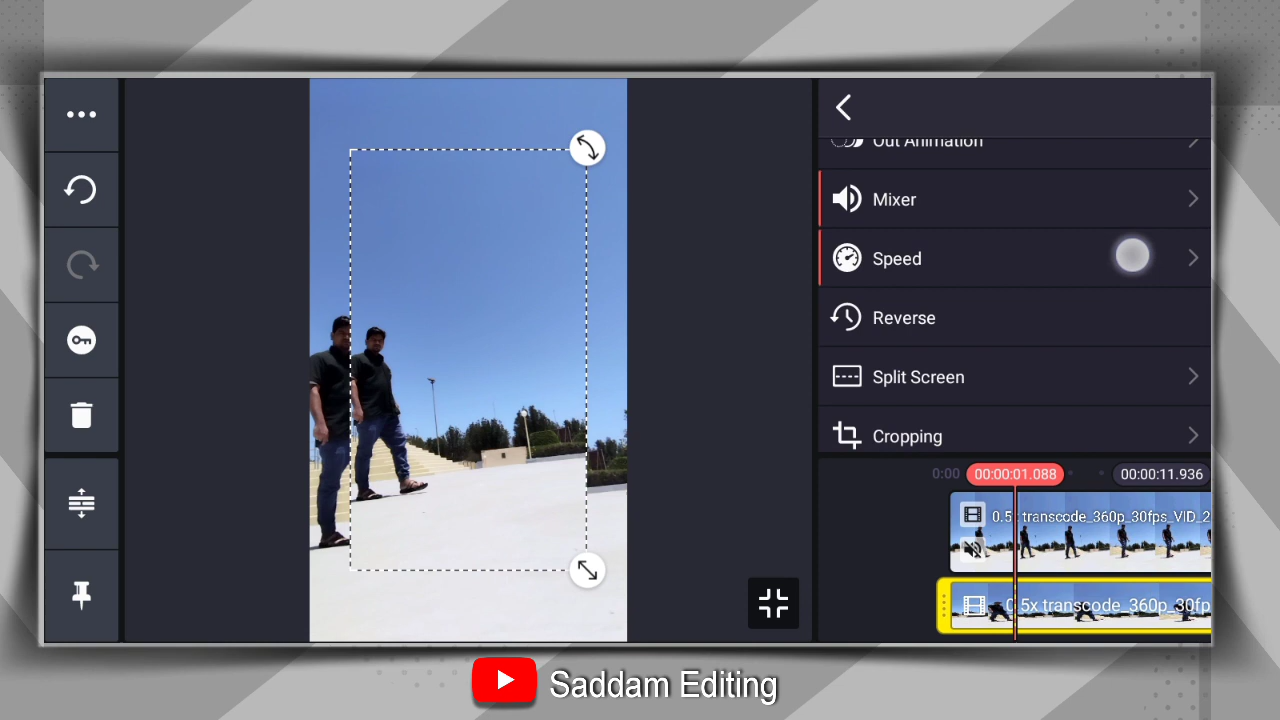 Out Animation
Mixer
Speed
Reverse
Split Screen
Cropping
0:00 00:00:01.088 00:00:11.936
0.5 transcode_360p_30fps_VID_2
0.5x transcode_360p_30fp
Saddam Editing